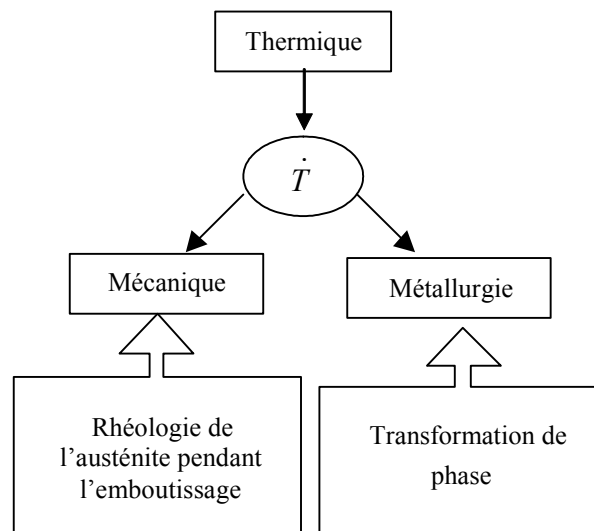 Thermique
Ṫ
Mécanique
Métallurgie
Rhéologie de
l'austénite pendant
l'emboutissage
Transformation de
phase